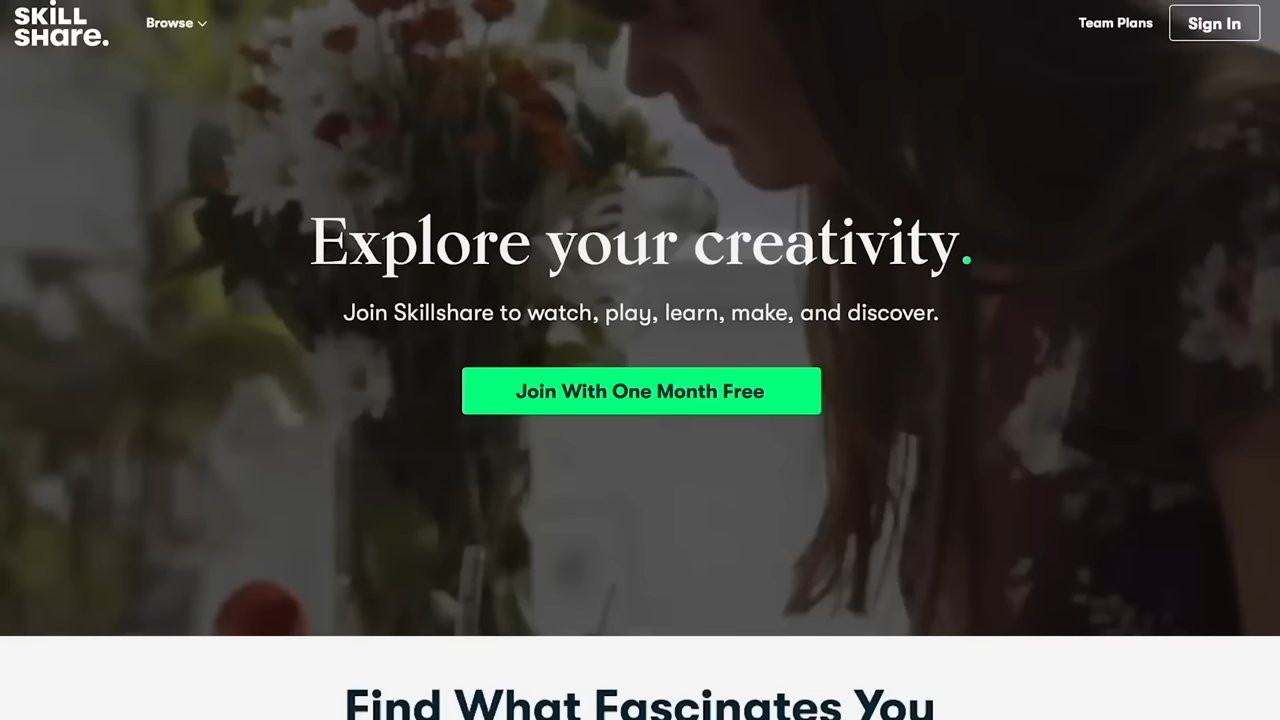 SKILL
SHare.
Browse
Team Plans
Sign In
Explore your creativity.
Join Skillshare to watch, play, learn, make, and discover.
Join With One Month Free
Find What Fascinates You